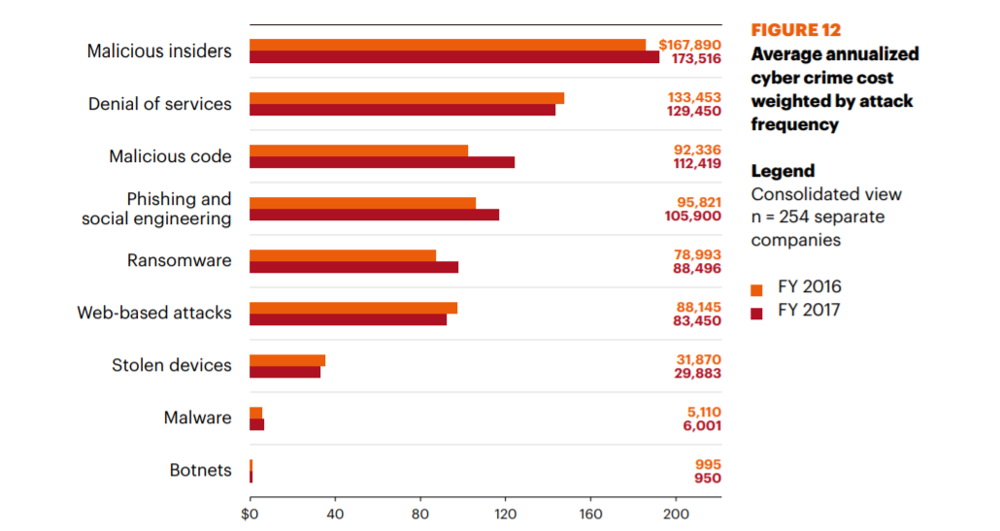 Malicious insiders
$167,890
173,516
Denial of services
133,453
129,450
Malicious code
92,336
112,419
Phishing and
social engineering
95,821
105,900
Ransomware
78,993
88,496
Web-based attacks
88,145
83,450
Stolen devices
31,870
29,883
Malware
5,110
6,001
Botnets
995
950
$0 40 80 120 160 200
FIGURE 12
Average annualized
cyber crime cost
weighted by attack
frequency
Legend
Consolidated view
n = 254 separate
companies
FY 2016
FY 2017